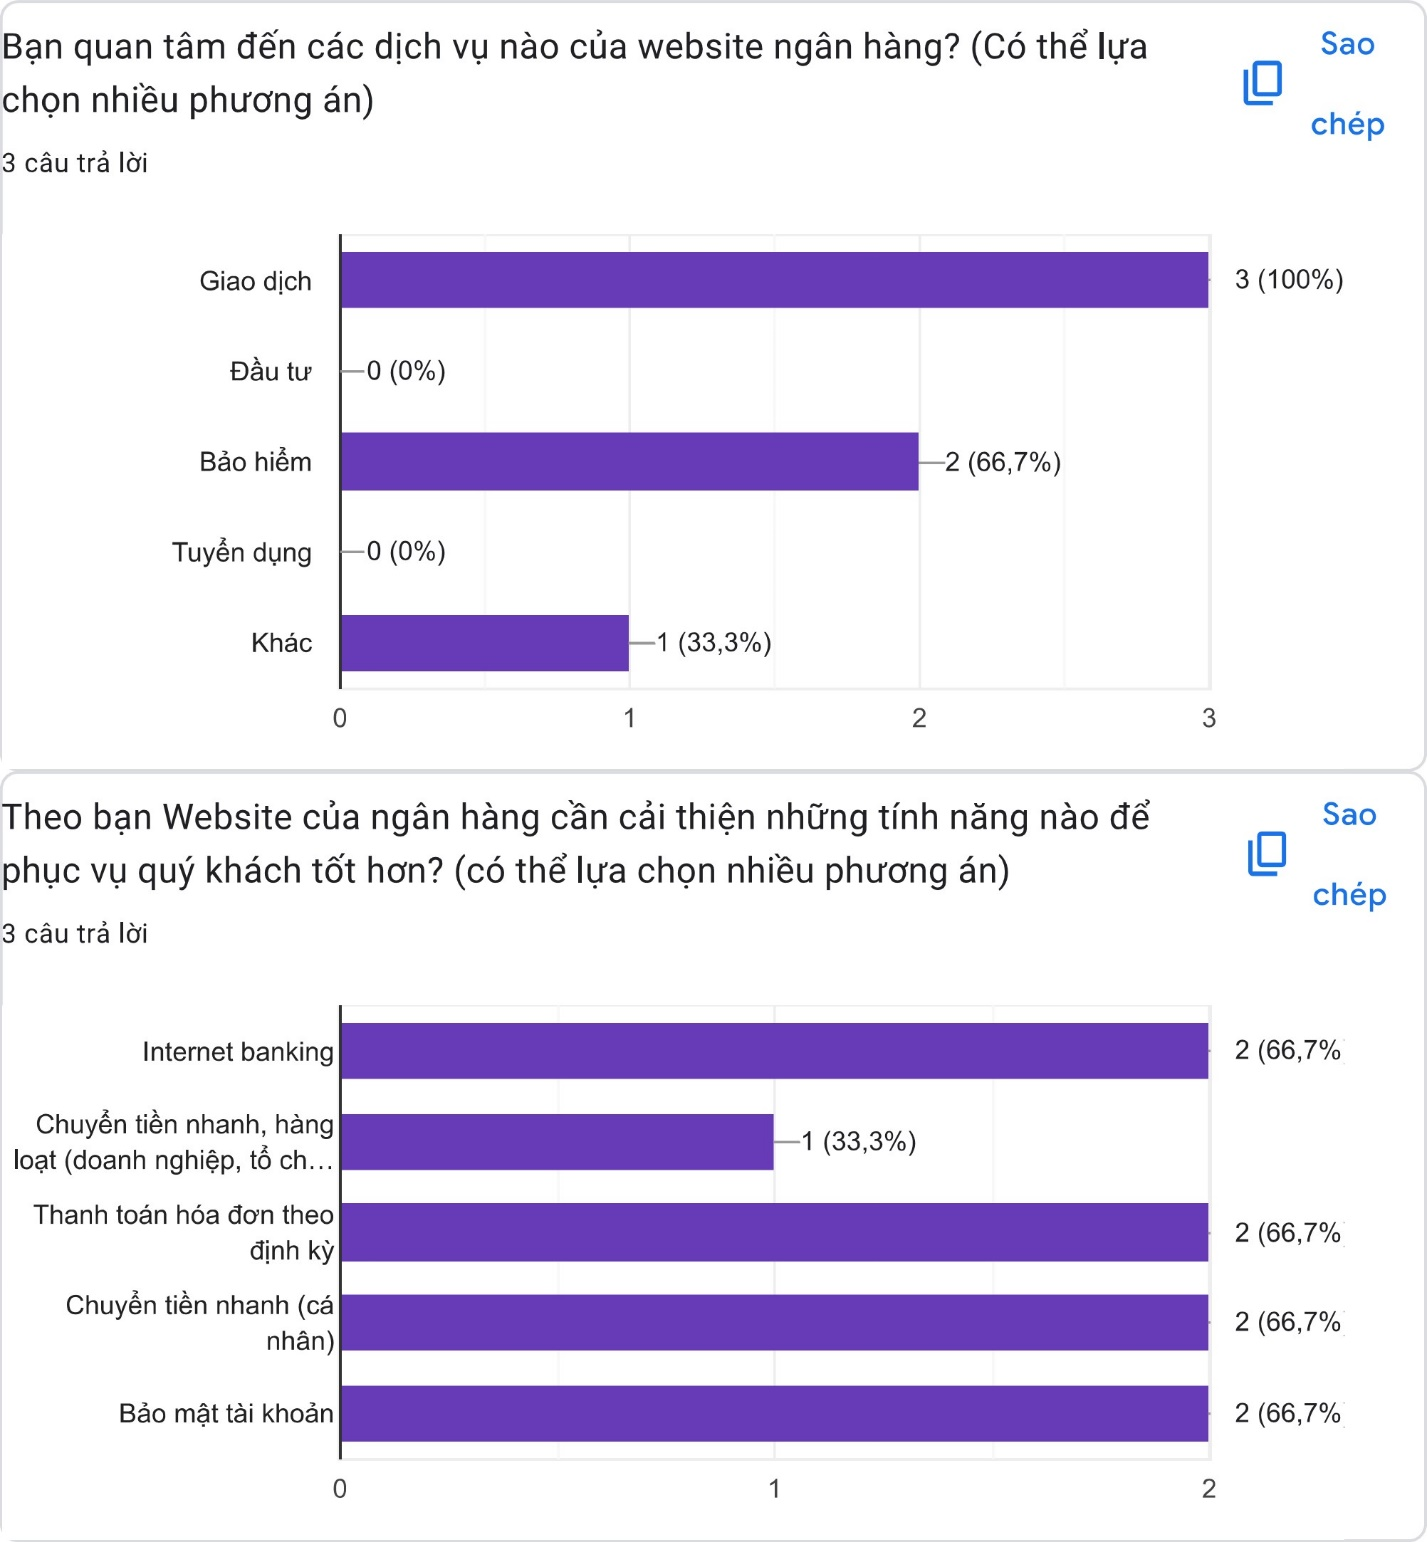 Bạn quan tâm đến các dịch vụ nào của website ngân hàng? (Có thể lựa
chọn nhiều phương án)
Sao
chép
3 câu trả lời
Giao dịch
3 (100%)
Đầu tư
0 (0%)
Bảo hiểm
2 (66,7%)
Tuyển dụng
0 (0%)
Khác
1 (33,3%)
0
1
2
3
Theo bạn Website của ngân hàng cần cải thiện những tính năng nào để
phục vụ quý khách tốt hơn? (có thể lựa chọn nhiều phương án)
Sao
chép
3 câu trả lời
Internet banking
2 (66,7%
Chuyển tiền nhanh, hàng
loạt (doanh nghiệp, tổ ch…
1 (33,3%)
Thanh toán hóa đơn theo
định kỳ
2 (66,7%
Chuyển tiền nhanh (cá
nhân)
2 (66,7%
Bảo mật tài khoản
2 (66,7%
0
1
2